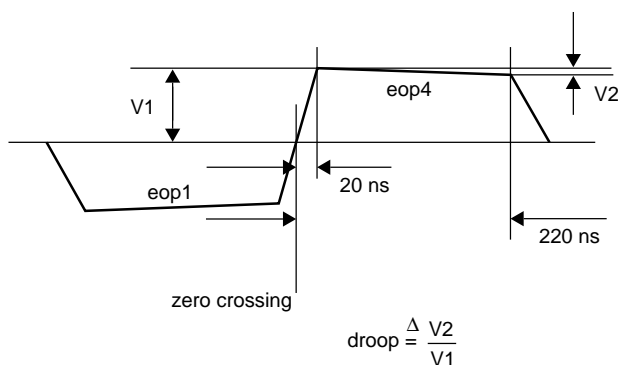 V1
eop4
V2
eop1
20 ns
220 ns
zero crossing
droop ≜ V2
V1